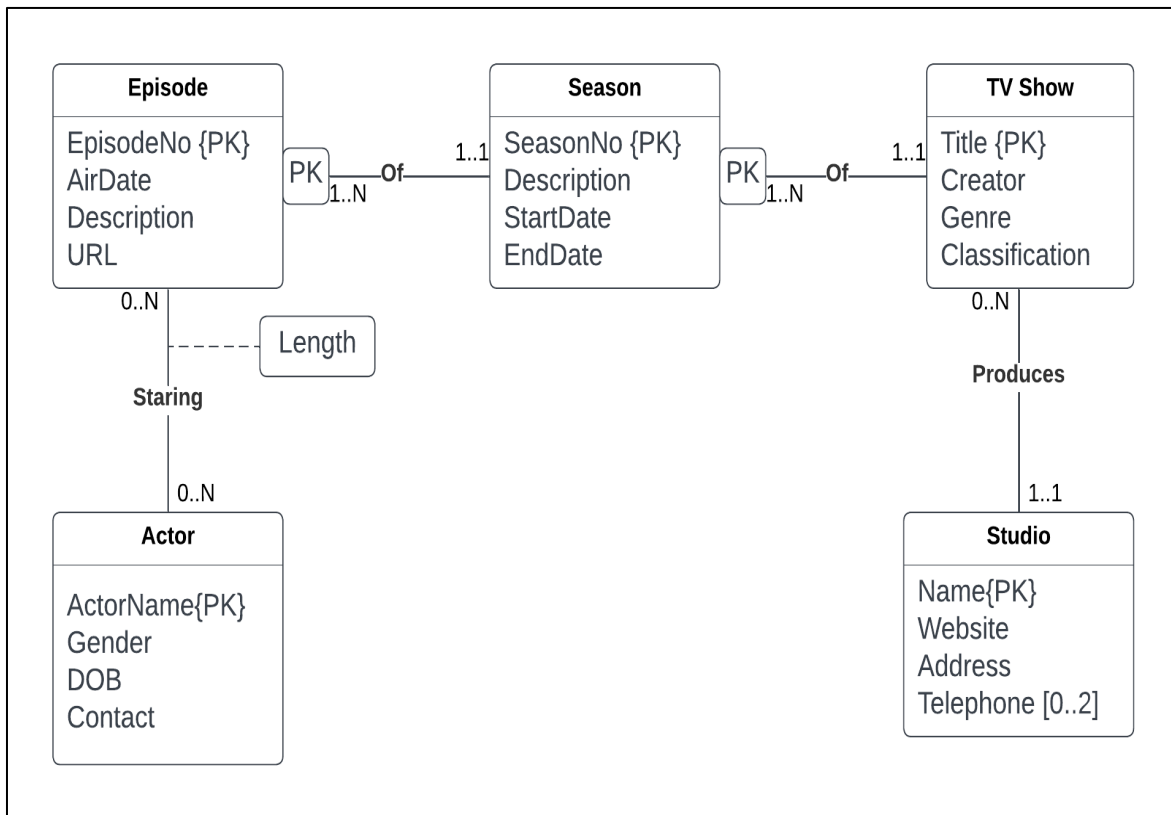 Episode
EpisodeNo {PK}
AirDate
Description
URL
PK
1..N
Of
1..1
Season
SeasonNo {PK}
Description
StartDate
EndDate
PK
1..N
Of
1..1
TV Show
Title {PK}
Creator
Genre
Classification
0..N
Length
Staring
0..N
Actor
ActorName{PK}
Gender
DOB
Contact
0..N
Produces
1..1
Studio
Name{PK}
Website
Address
Telephone [0..2]